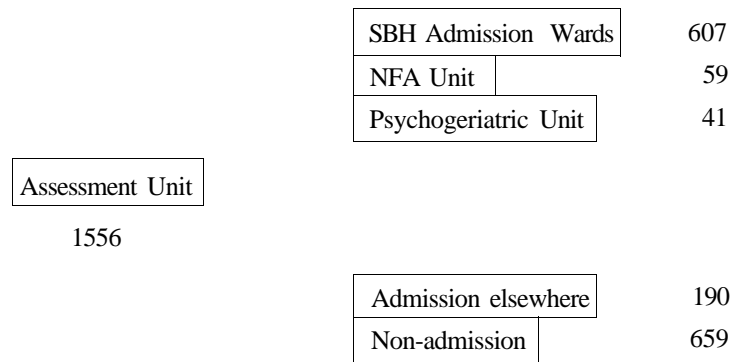 SBH Admission Wards 607
NFA Unit 59
Psychogeriatric Unit 41
Assessment Unit
1556
Admission elsewhere 190
Non-admission 659